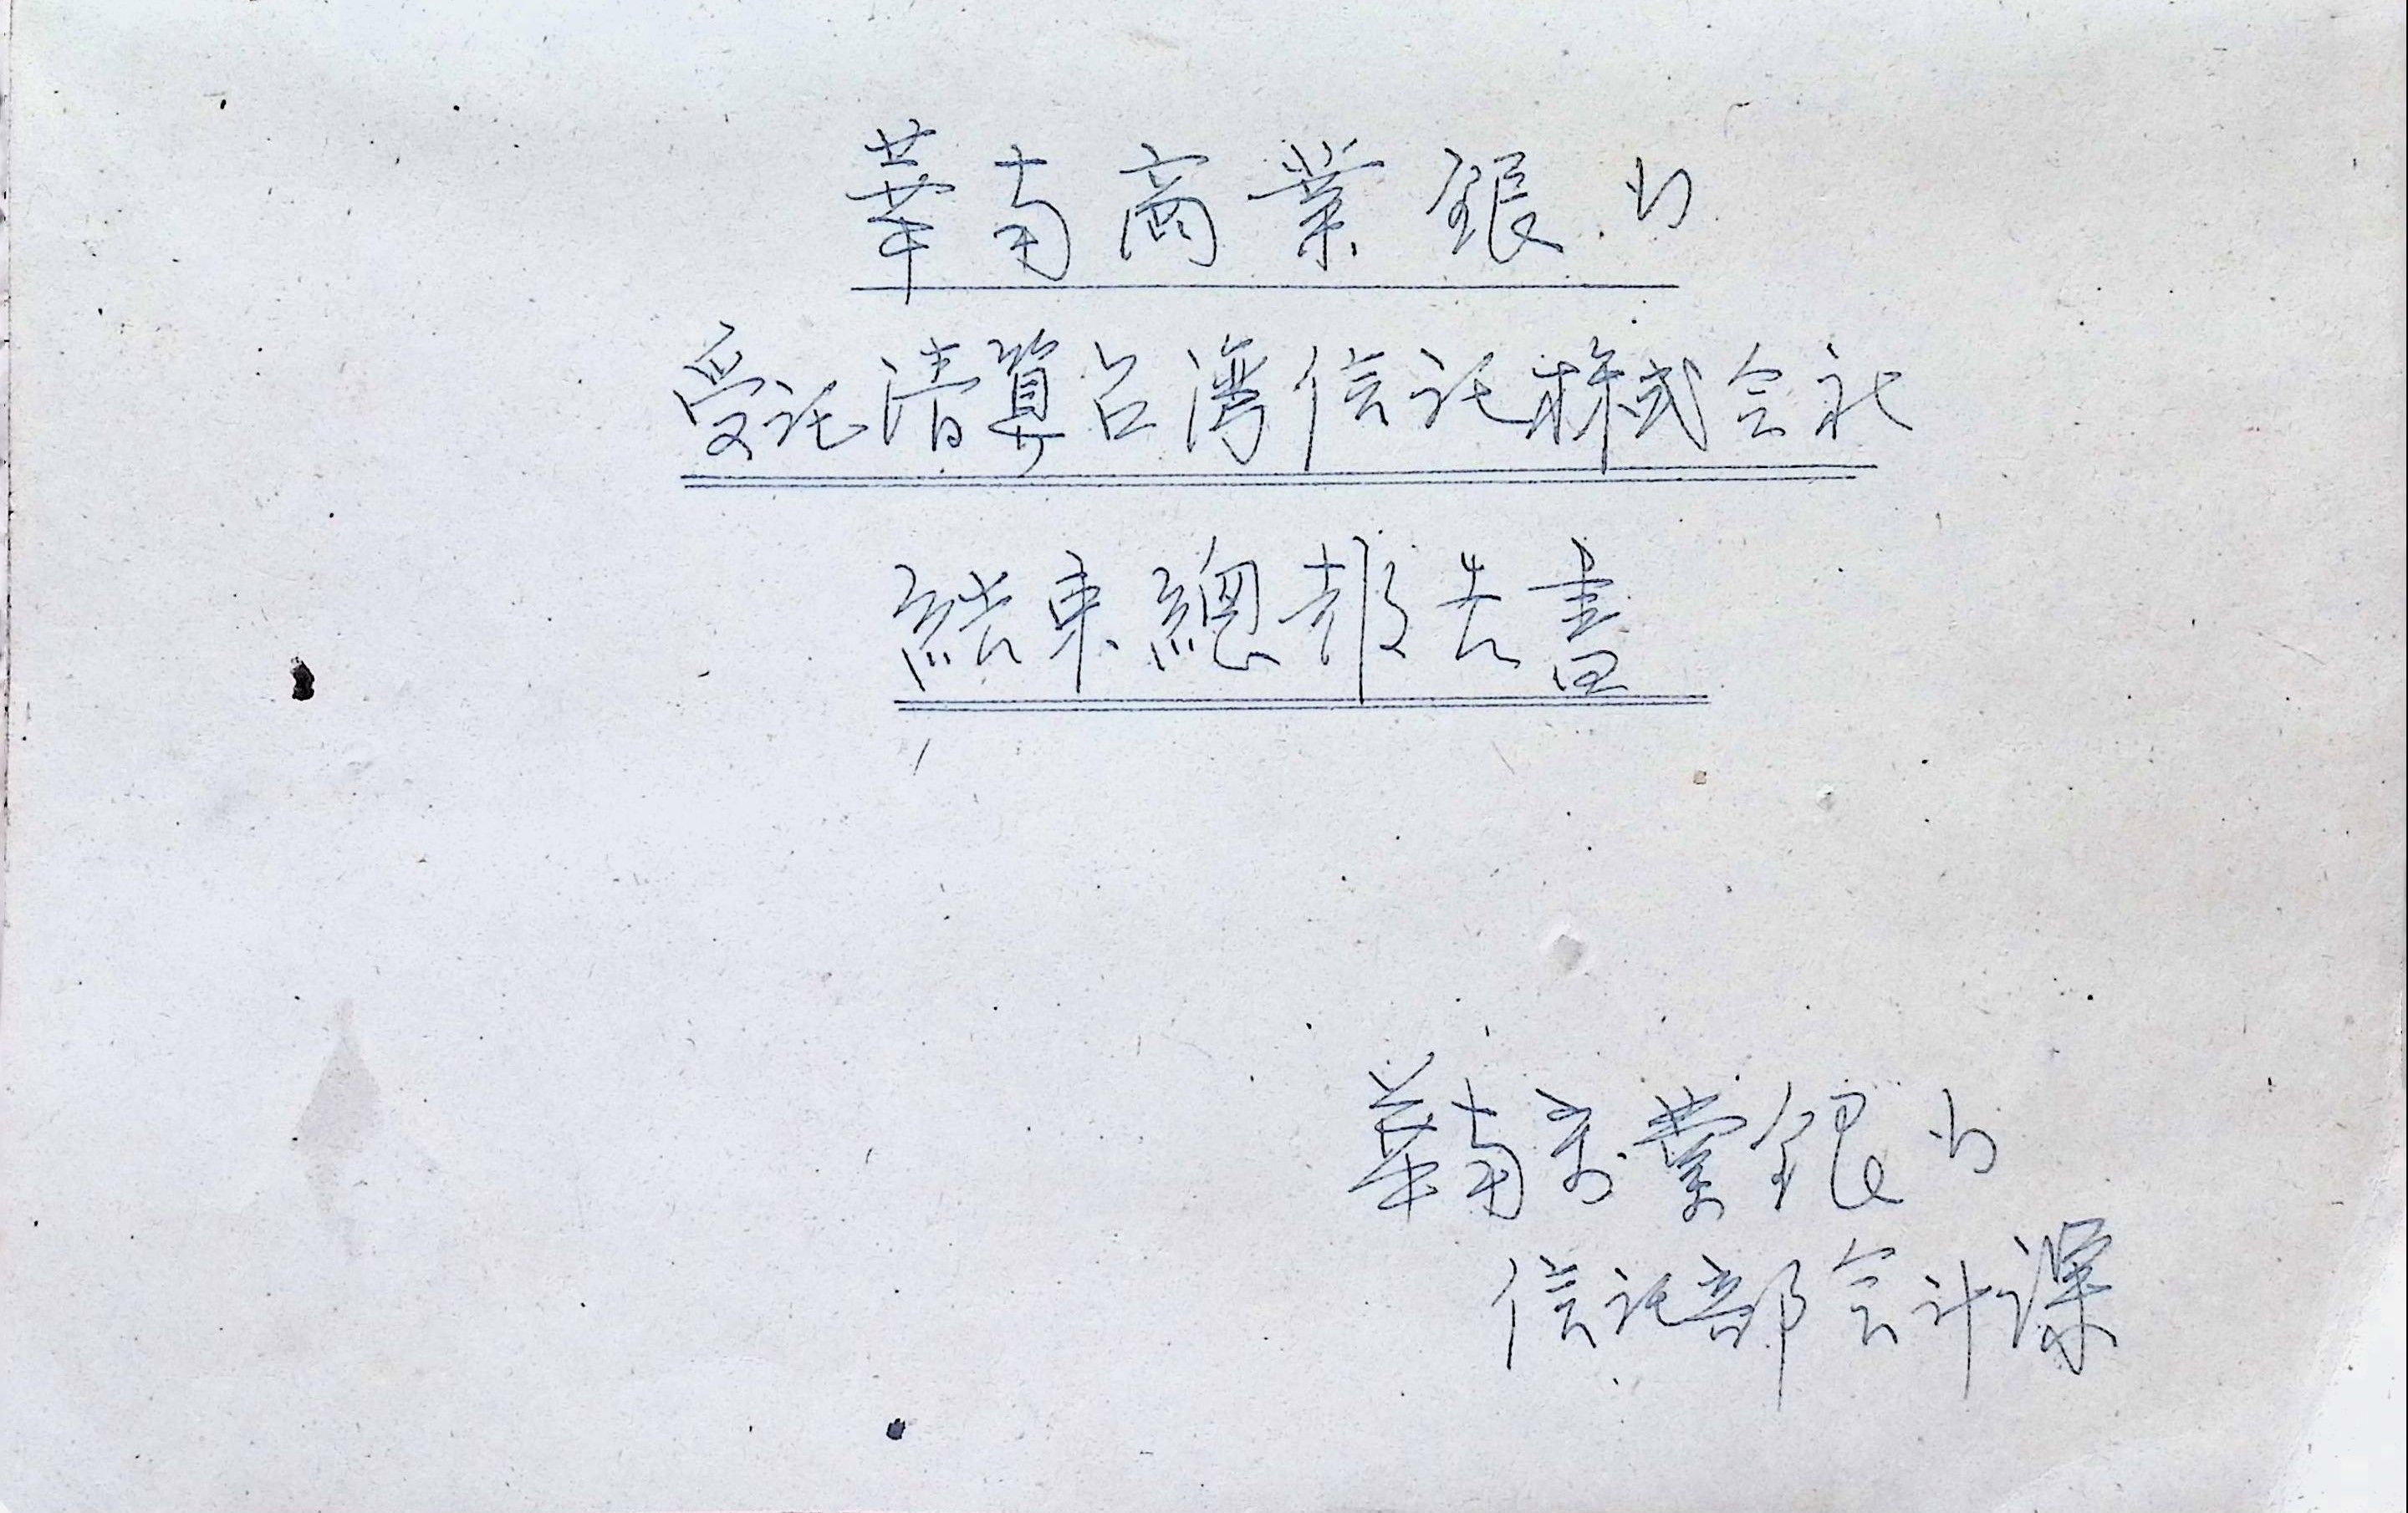 華南商業銀行
受託清算台湾信託株式会社
結束總報告書
華南商業銀行
信託部会計課